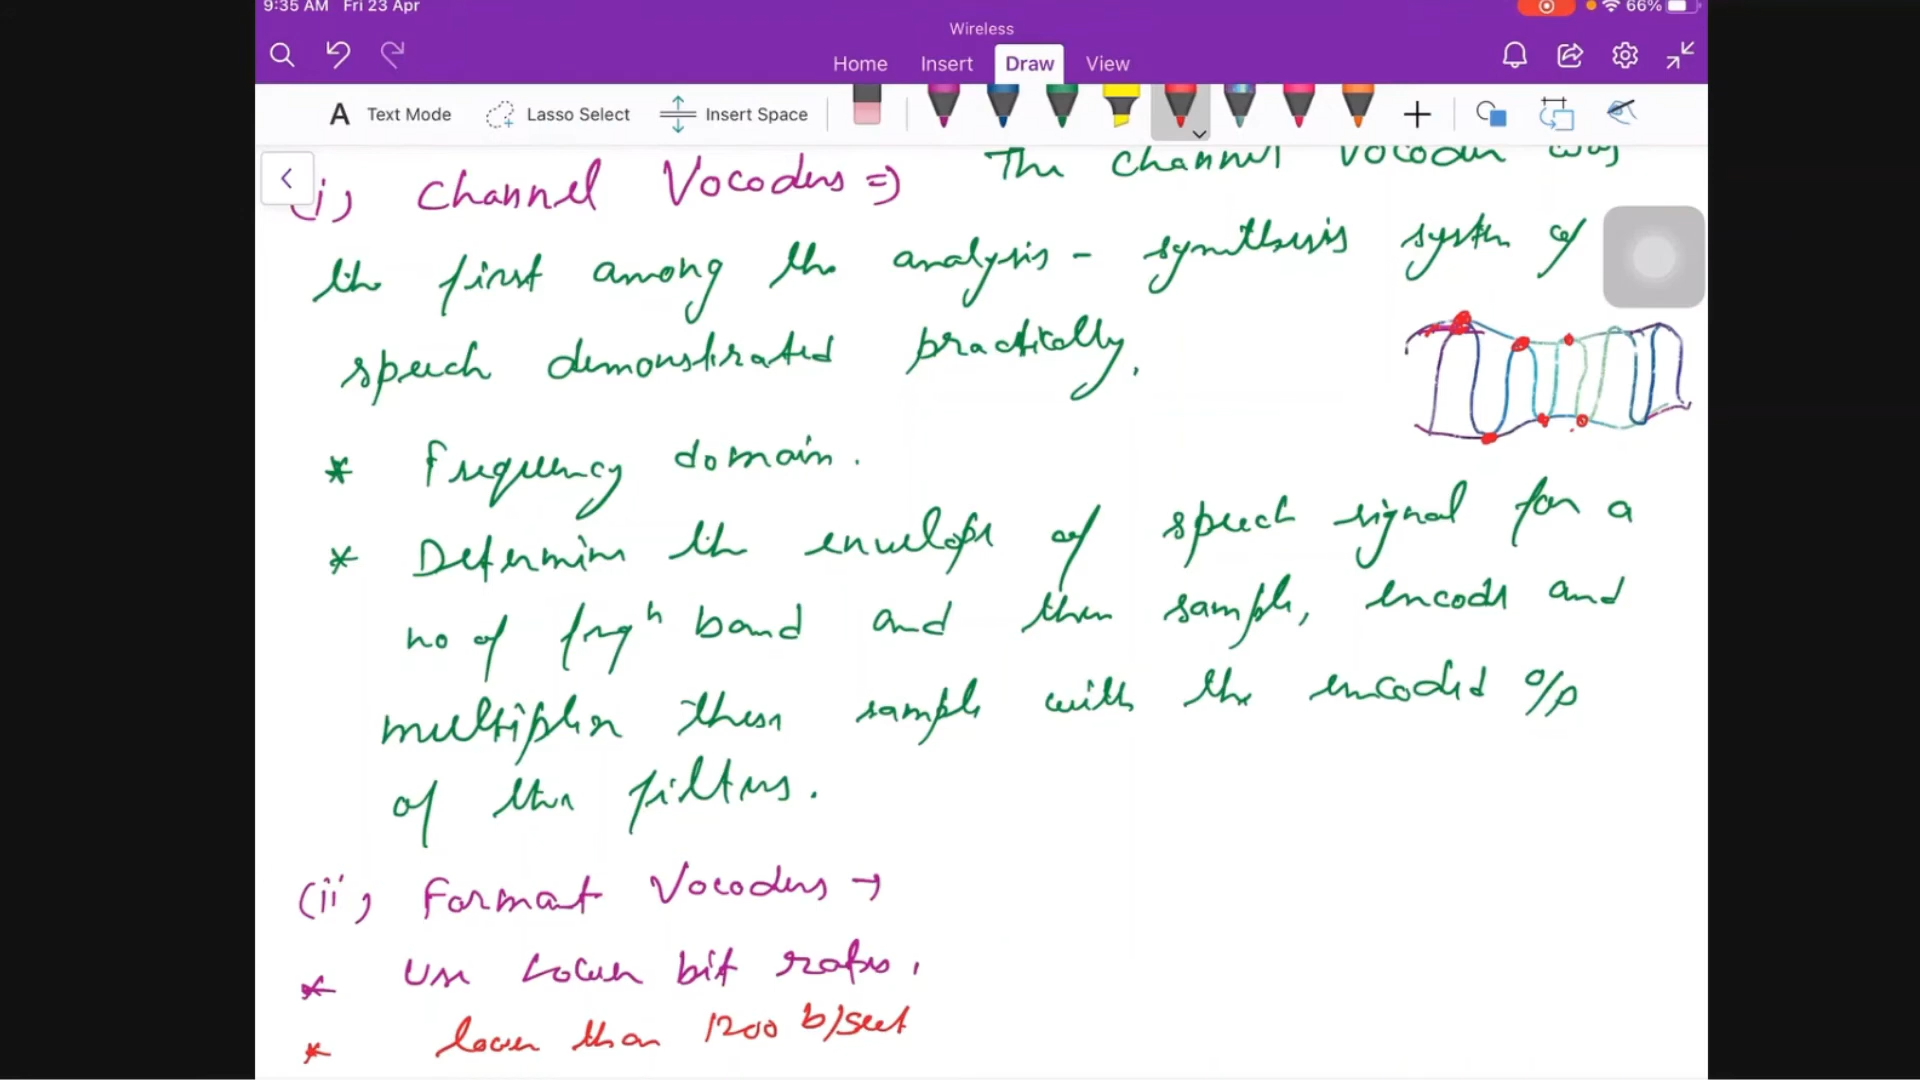 9:35 AM Fri 23 Apr
66%
Wireless
Home Insert Draw View
Text Mode Lasso Select Insert Space
(i) Channel Vocoders => The Channel Vocoder was
the first among the analysis - synthesis system of
speech demonstrated practically.
* Frequency domain.
* Determine the envelope of speech signal for a
no of frqn band and then sample, encode and
multiplex these sample with the encoded o/p
of the filters.
(ii) Formant Vocoders →
* Use Lower bit rates.
* lower than 1200 b/sec